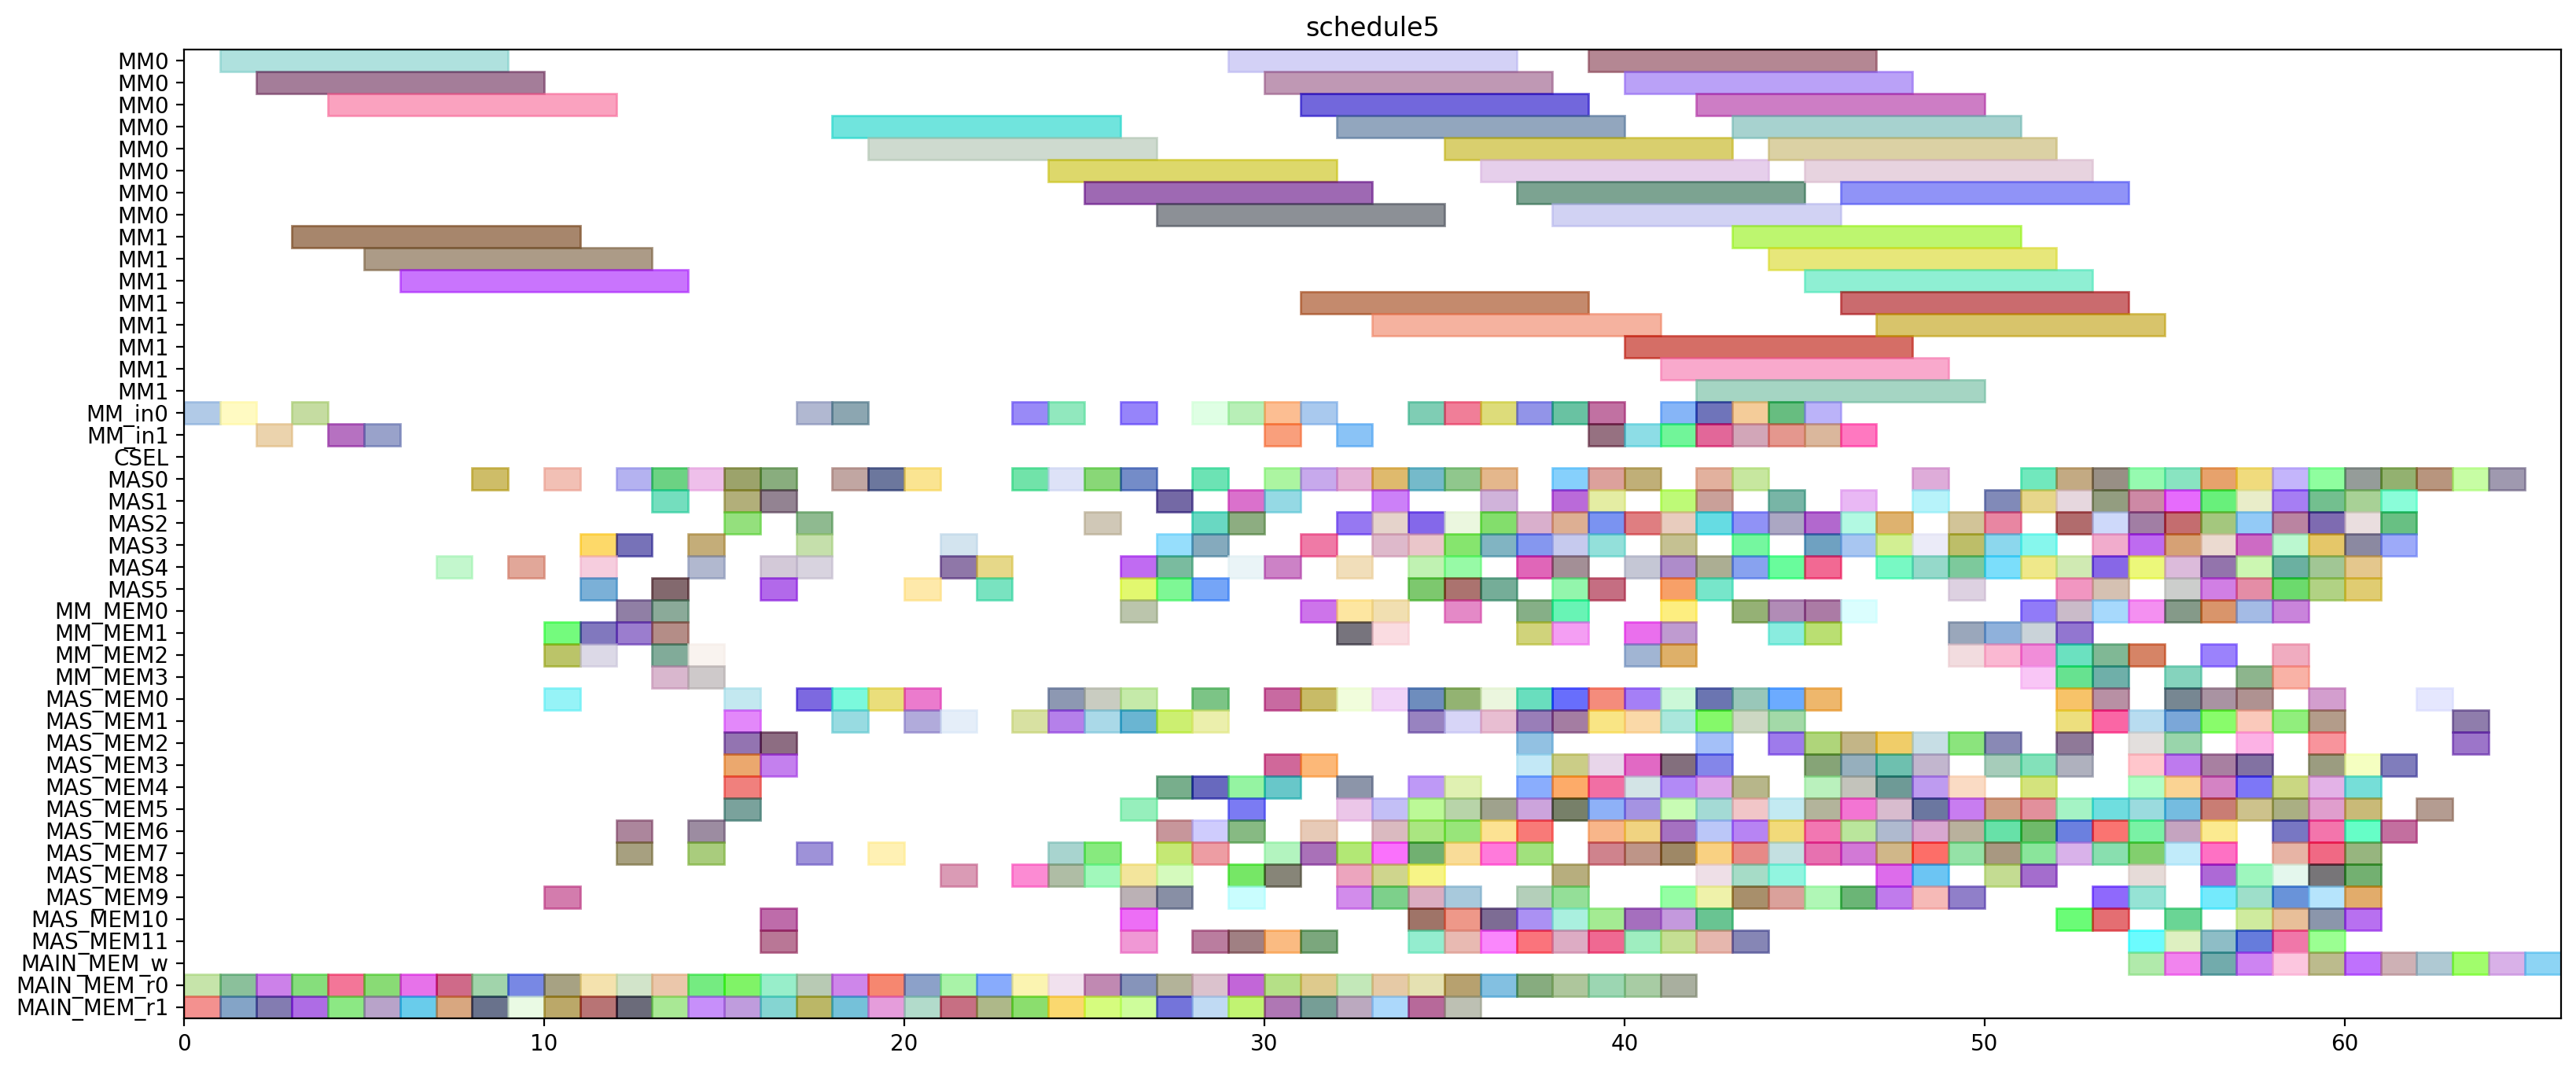 schedule5
MM0
MM0
MM0
MM0
MM0
MM0
MM0
MM0
MM1
MM1
MM1
MM1
MM1
MM1
MM1
MM1
MM_in0
MM_in1
CSEL
MAS0
MAS1
MAS2
MAS3
MAS4
MAS5
MM_MEM0
MM_MEM1
MM_MEM2
MM_MEM3
MAS_MEM0
MAS_MEM1
MAS_MEM2
MAS_MEM3
MAS_MEM4
MAS_MEM5
MAS_MEM6
MAS_MEM7
MAS_MEM8
MAS_MEM9
MAS_MEM10
MAS_MEM11
MAIN_MEM_w
MAIN_MEM_r0
MAIN_MEM_r1
0 10 20 30 40 50 60